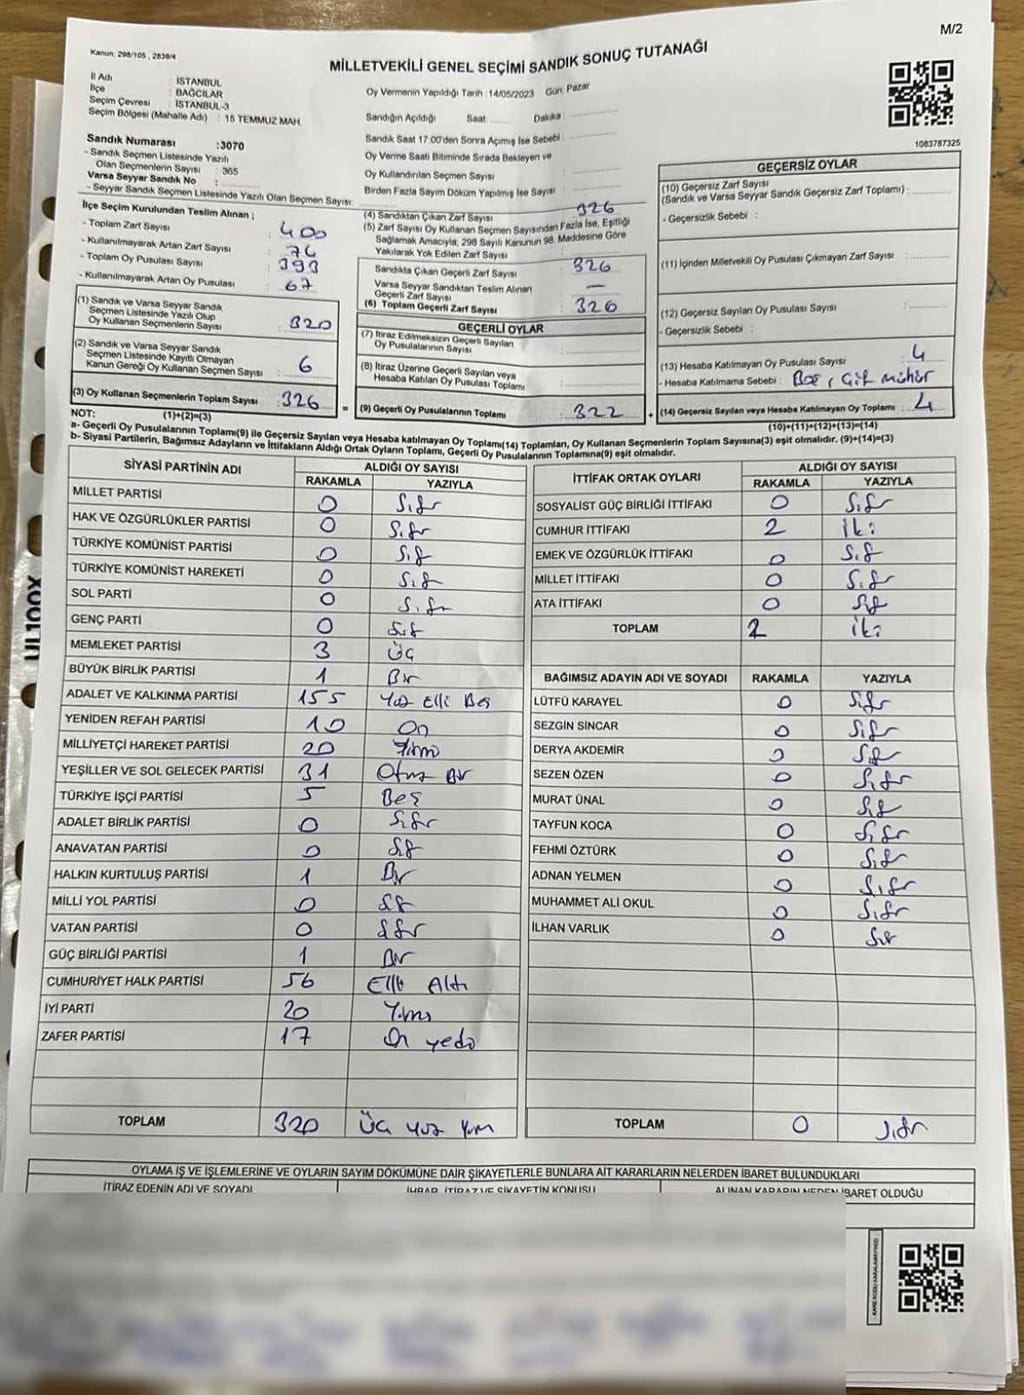 M/2
Kanun: 298/105 , 2839/4
MİLLETVEKİLİ GENEL SEÇİMİ SANDIK SONUÇ TUTANAĞI
İl Adı : İSTANBUL
İlçe : BAĞCILAR
Seçim Çevresi : İSTANBUL-3
Seçim Bölgesi (Mahalle Adı) : 15 TEMMUZ MAH.
Oy Vermenin Yapıldığı Tarih :14/05/2023 Gün: Pazar
Sandığın Açıldığı Saat Dakika
Sandık Saat 17:00'den Sonra Açımış İse Sebebi :
Oy Verme Saati Bitiminde Sırada Bekleyen ve
Oy Kullandırılan Seçmen Sayısı :
Birden Fazla Sayım Döküm Yapılmış İse Sayısı :
1083787325
Sandık Numarası :3070
- Sandık Seçmen Listesinde Yazılı
Olan Seçmenlerin Sayısı : 365
Varsa Seyyar Sandık No :
- Seyyar Sandık Seçmen Listesinde Yazılı Olan Seçmen Sayısı:
İlçe Seçim Kurulundan Teslim Alınan ;
- Toplam Zarf Sayısı : 400
- Kullanılmayarak Artan Zarf Sayısı : 74
- Toplam Oy Pusulası Sayısı : 393
- Kullanılmayarak Artan Oy Pusulası : 67
(1) Sandık ve Varsa Seyyar Sandık
Seçmen Listesinde Yazılı Olup
Oy Kullanan Seçmenlerin Sayısı : 320
(2) Sandık ve Varsa Seyyar Sandık
Seçmen Listesinde Kayıtlı Olmayan
Kanun Gereği Oy Kullanan Seçmen Sayısı : 6
(3) Oy Kullanan Seçmenlerin Toplam Sayısı : 326
(1)+(2)=(3)
(4) Sandıktan Çıkan Zarf Sayısı : 326
(5) Zarf Sayısı Oy Kullanan Seçmen Sayısından Fazla İse, Eşitliği
Sağlamak Amacıyla, 298 Sayılı Kanunun 98. Maddesine Göre
Yakılarak Yok Edilen Zarf Sayısı :
Sandıkta Çıkan Geçerli Zarf Sayısı : 326
Varsa Seyyar Sandıktan Teslim Alınan
Geçerli Zarf Sayısı : —
(6) Toplam Geçerli Zarf Sayısı : 326
GEÇERLİ OYLAR
(7) İtiraz Edilmeksizin Geçerli Sayılan
Oy Pusulalarının Sayısı :
(8) İtiraz Üzerine Geçerli Sayılan veya
Hesaba Katılan Oy Pusulası Toplamı :
= (9) Geçerli Oy Pusulalarının Toplamı : 322 +
GEÇERSİZ OYLAR
(10) Geçersiz Zarf Sayısı
(Sandık ve Varsa Seyyar Sandık Geçersiz Zarf Toplamı) :
- Geçersizlik Sebebi :
(11) İçinden Milletvekili Oy Pusulası Çıkmayan Zarf Sayısı :
(12) Geçersiz Sayılan Oy Pusulası Sayısı :
- Geçersizlik Sebebi :
(13) Hesaba Katılmayan Oy Pusulası Sayısı : 4
- Hesaba Katılmama Sebebi : Boş, Çift mühür
(14) Geçersiz Sayılan veya Hesaba Katılmayan Oy Toplamı : 4
(10)+(11)+(12)+(13)=(14)
NOT:
a- Geçerli Oy Pusulalarının Toplamı(9) ile Geçersiz Sayılan veya Hesaba katılmayan Oy Toplamı(14) Toplamları, Oy Kullanan Seçmenlerin Toplam Sayısına(3) eşit olmalıdır. (9)+(14)=(3)
b- Siyasi Partilerin, Bağımsız Adayların ve İttifakların Aldığı Ortak Oyların Toplamı, Geçerli Oy Pusulalarının Toplamına(9) eşit olmalıdır.
SİYASİ PARTİNİN ADI ALDIĞI OY SAYISI
RAKAMLA YAZIYLA
MİLLET PARTİSİ 0 Sıfır
HAK VE ÖZGÜRLÜKLER PARTİSİ 0 Sıfır
TÜRKİYE KOMÜNİST PARTİSİ 0 Sıfır
TÜRKİYE KOMÜNİST HAREKETİ 0 Sıfır
SOL PARTİ 0 Sıfır
GENÇ PARTİ 0 Sıfır
MEMLEKET PARTİSİ 3 Üç
BÜYÜK BİRLİK PARTİSİ 1 Bir
ADALET VE KALKINMA PARTİSİ 155 Yüz Elli Beş
YENİDEN REFAH PARTİSİ 10 On
MİLLİYETÇİ HAREKET PARTİSİ 20 Yirmi
YEŞİLLER VE SOL GELECEK PARTİSİ 31 Otuz Bir
TÜRKİYE İŞÇİ PARTİSİ 5 Beş
ADALET BİRLİK PARTİSİ 0 Sıfır
ANAVATAN PARTİSİ 0 Sıfır
HALKIN KURTULUŞ PARTİSİ 1 Bir
MİLLİ YOL PARTİSİ 0 Sıfır
VATAN PARTİSİ 0 Sıfır
GÜÇ BİRLİĞİ PARTİSİ 1 Bir
CUMHURİYET HALK PARTİSİ 56 Elli Altı
İYİ PARTİ 20 Yirmi
ZAFER PARTİSİ 17 On yedi
TOPLAM 320 Üç yüz Yirmi
İTTİFAK ORTAK OYLARI ALDIĞI OY SAYISI
RAKAMLA YAZIYLA
SOSYALİST GÜÇ BİRLİĞİ İTTİFAKI 0 Sıfır
CUMHUR İTTİFAKI 2 İki
EMEK VE ÖZGÜRLÜK İTTİFAKI 0 Sıfır
MİLLET İTTİFAKI 0 Sıfır
ATA İTTİFAKI 0 Sıfır
TOPLAM 2 İki
BAĞIMSIZ ADAYIN ADI VE SOYADI RAKAMLA YAZIYLA
LÜTFÜ KARAYEL 0 Sıfır
SEZGİN SİNCAR 0 Sıfır
DERYA AKDEMİR 0 Sıfır
SEZEN ÖZEN 0 Sıfır
MURAT ÜNAL 0 Sıfır
TAYFUN KOCA 0 Sıfır
FEHMİ ÖZTÜRK 0 Sıfır
ADNAN YELMEN 0 Sıfır
MUHAMMET ALİ OKUL 0 Sıfır
İLHAN VARLIK 0 Sıfır
TOPLAM 0 Sıfır
OYLAMA İŞ VE İŞLEMLERİNE VE OYLARIN SAYIM DÖKÜMÜNE DAİR ŞİKAYETLERLE BUNLARA AİT KARARLARIN NELERDEN İBARET BULUNDUKLARI
İTİRAZ EDENİN ADI VE SOYADI İHBAR, İTİRAZ VE ŞİKAYETİN KONUSU ALINAN KARARIN NEDEN İBARET OLDUĞU
UL100X